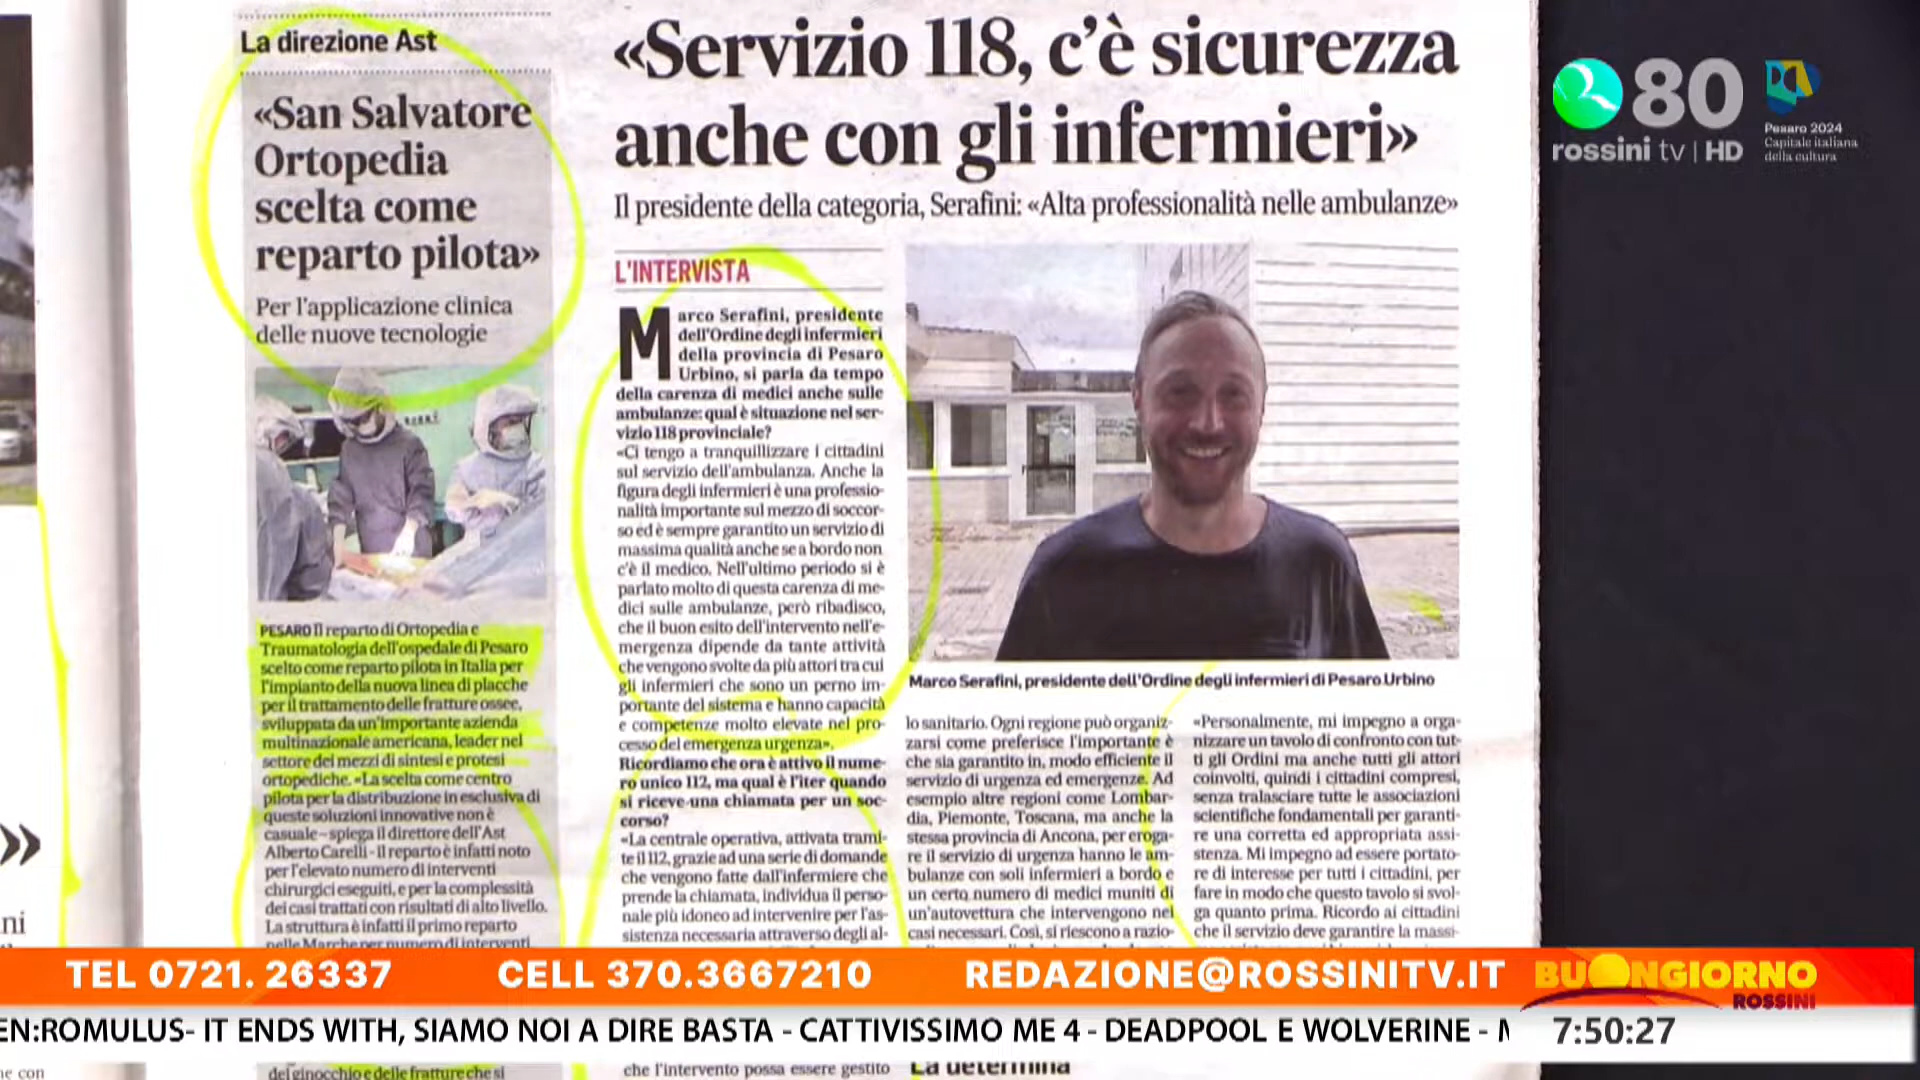 La direzione Ast
«San Salvatore
Ortopedia
scelta come
reparto pilota»
Per l'applicazione clinica
delle nuove tecnologie
PESARO Il reparto di Ortopedia e
Traumatologia dell'ospedale di Pesaro
scelto come reparto pilota in Italia per
l'impianto della nuova linea di placche
per il trattamento delle fratture ossee,
sviluppata da un'importante azienda
multinazionale americana, leader nel
settore dei mezzi di sintesi e protesi
ortopediche. «La scelta come centro
pilota per la distribuzione in esclusiva di
queste soluzioni innovative non è
casuale – spiega il direttore dell'Ast
Alberto Carelli - Il reparto è infatti noto
per l'elevato numero di interventi
chirurgici eseguiti, e per la complessità
dei casi trattati con risultati di alto livello.
La struttura è infatti il primo reparto
nelle Marche per numero di interventi
del ginocchio e delle fratture che si
«Servizio 118, c'è sicurezza
anche con gli infermieri»
Il presidente della categoria, Serafini: «Alta professionalità nelle ambulanze»
L'INTERVISTA
Marco Serafini, presidente
dell'Ordine degli infermieri
della provincia di Pesaro
Urbino, si parla da tempo
della carenza di medici anche sulle
ambulanze: qual è situazione nel ser-
vizio 118 provinciale?
«Ci tengo a tranquillizzare i cittadini
sul servizio dell'ambulanza. Anche la
figura degli infermieri è una professio-
nalità importante sul mezzo di soccor-
so ed è sempre garantito un servizio di
massima qualità anche se a bordo non
c'è il medico. Nell'ultimo periodo si è
parlato molto di questa carenza di me-
dici sulle ambulanze, però ribadisco,
che il buon esito dell'intervento nell'e-
mergenza dipende da tante attività
che vengono svolte da più attori tra cui
gli infermieri che sono un perno im-
portante del sistema e hanno capacità
e competenze molto elevate nel pro-
cesso del emergenza urgenza».
Ricordiamo che ora è attivo il nume-
ro unico 112, ma qual è l'iter quando
si riceve una chiamata per un soc-
corso?
«La centrale operativa, attivata trami-
te il 112, grazie ad una serie di domande
che vengono fatte dall'infermiere che
prende la chiamata, individua il perso-
nale più idoneo ad intervenire per l'as-
sistenza necessaria attraverso degli al-
che l'intervento possa essere gestito
Marco Serafini, presidente dell'Ordine degli infermieri di Pesaro Urbino
lo sanitario. Ogni regione può organiz-
zarsi come preferisce l'importante è
che sia garantito in, modo efficiente il
servizio di urgenza ed emergenze. Ad
esempio altre regioni come Lombar-
dia, Piemonte, Toscana, ma anche la
stessa provincia di Ancona, per eroga-
re il servizio di urgenza hanno le am-
bulanze con soli infermieri a bordo e
un certo numero di medici muniti di
un'autovettura che intervengono nei
casi necessari. Così, si riescono a razio-
La determina
«Personalmente, mi impegno a orga-
nizzare un tavolo di confronto con tut-
ti gli Ordini ma anche tutti gli attori
coinvolti, quindi i cittadini compresi,
senza tralasciare tutte le associazioni
scientifiche fondamentali per garanti-
re una corretta ed appropriata assi-
stenza. Mi impegno ad essere portato-
re di interesse per tutti i cittadini, per
fare in modo che questo tavolo si svol-
ga quanto prima. Ricordo ai cittadini
che il servizio deve garantire la massi-
»
ni
ne con
80
rossini tv | HD
Pesaro 2024
Capitale italiana
della cultura
TEL 0721. 26337 CELL 370.3667210 REDAZIONE@ROSSINITV.IT
BUONGIORNO
ROSSINI
EN:ROMULUS- IT ENDS WITH, SIAMO NOI A DIRE BASTA - CATTIVISSIMO ME 4 - DEADPOOL E WOLVERINE -
7:50:27